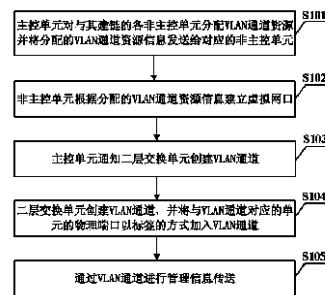 S101
主控单元对与其建链的各非主控单元分配VLAN通道资源
并将分配的VLAN通道资源信息发送给对应的非主控单元
S102
非主控单元根据分配的VLAN通道资源信息建立虚拟网口
S103
主控单元通知二层交换单元创建VLAN通道
S104
二层交换单元创建VLAN通道，并将与VLAN通道对应的单
元的物理端口以标签的方式加入VLAN通道
S105
通过VLAN通道进行管理信息传送